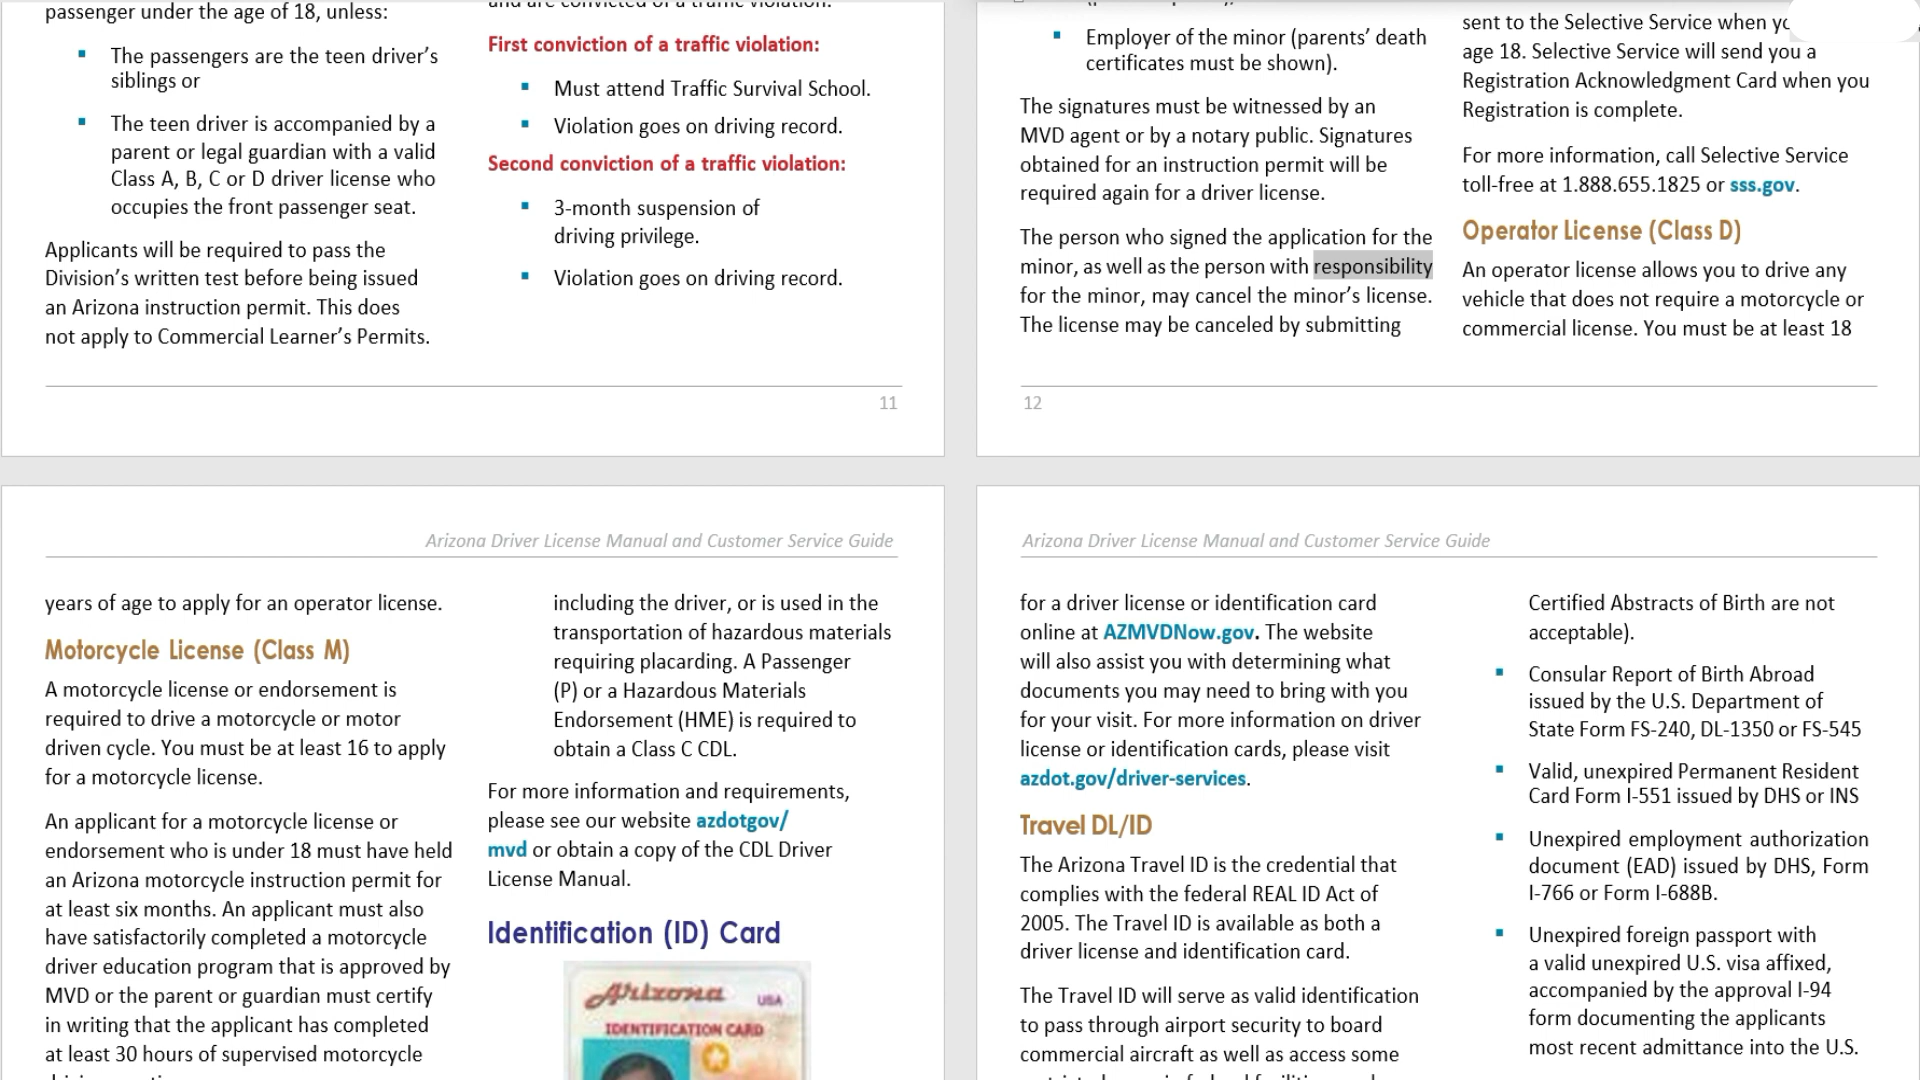 passenger under the age of 18, unless:
The passengers are the teen driver’s
siblings or
The teen driver is accompanied by a
parent or legal guardian with a valid
Class A, B, C or D driver license who
occupies the front passenger seat.
Applicants will be required to pass the
Division’s written test before being issued
an Arizona instruction permit. This does
not apply to Commercial Learner’s Permits.
and are convicted of a traffic violation.
First conviction of a traffic violation:
Must attend Traffic Survival School.
Violation goes on driving record.
Second conviction of a traffic violation:
3-month suspension of
driving privilege.
Violation goes on driving record.
11
Employer of the minor (parents’ death
certificates must be shown).
The signatures must be witnessed by an
MVD agent or by a notary public. Signatures
obtained for an instruction permit will be
required again for a driver license.
The person who signed the application for the
minor, as well as the person with responsibility
for the minor, may cancel the minor’s license.
The license may be canceled by submitting
sent to the Selective Service when
age 18. Selective Service will send you a
Registration Acknowledgment Card when you
Registration is complete.
For more information, call Selective Service
toll-free at 1.888.655.1825 or sss.gov.
Operator License (Class D)
An operator license allows you to drive any
vehicle that does not require a motorcycle or
commercial license. You must be at least 18
12
Arizona Driver License Manual and Customer Service Guide
years of age to apply for an operator license.
Motorcycle License (Class M)
A motorcycle license or endorsement is
required to drive a motorcycle or motor
driven cycle. You must be at least 16 to apply
for a motorcycle license.
An applicant for a motorcycle license or
endorsement who is under 18 must have held
an Arizona motorcycle instruction permit for
at least six months. An applicant must also
have satisfactorily completed a motorcycle
driver education program that is approved by
MVD or the parent or guardian must certify
in writing that the applicant has completed
at least 30 hours of supervised motorcycle
including the driver, or is used in the
transportation of hazardous materials
requiring placarding. A Passenger
(P) or a Hazardous Materials
Endorsement (HME) is required to
obtain a Class C CDL.
For more information and requirements,
please see our website azdotgov/
mvd or obtain a copy of the CDL Driver
License Manual.
Identification (ID) Card
Arizona USA
IDENTIFICATION CARD
Arizona Driver License Manual and Customer Service Guide
for a driver license or identification card
online at AZMVDNow.gov. The website
will also assist you with determining what
documents you may need to bring with you
for your visit. For more information on driver
license or identification cards, please visit
azdot.gov/driver-services.
Travel DL/ID
The Arizona Travel ID is the credential that
complies with the federal REAL ID Act of
2005. The Travel ID is available as both a
driver license and identification card.
The Travel ID will serve as valid identification
to pass through airport security to board
commercial aircraft as well as access some
Certified Abstracts of Birth are not
acceptable).
Consular Report of Birth Abroad
issued by the U.S. Department of
State Form FS-240, DL-1350 or FS-545
Valid, unexpired Permanent Resident
Card Form I-551 issued by DHS or INS
Unexpired employment authorization
document (EAD) issued by DHS, Form
I-766 or Form I-688B.
Unexpired foreign passport with
a valid unexpired U.S. visa affixed,
accompanied by the approval I-94
form documenting the applicants
most recent admittance into the U.S.